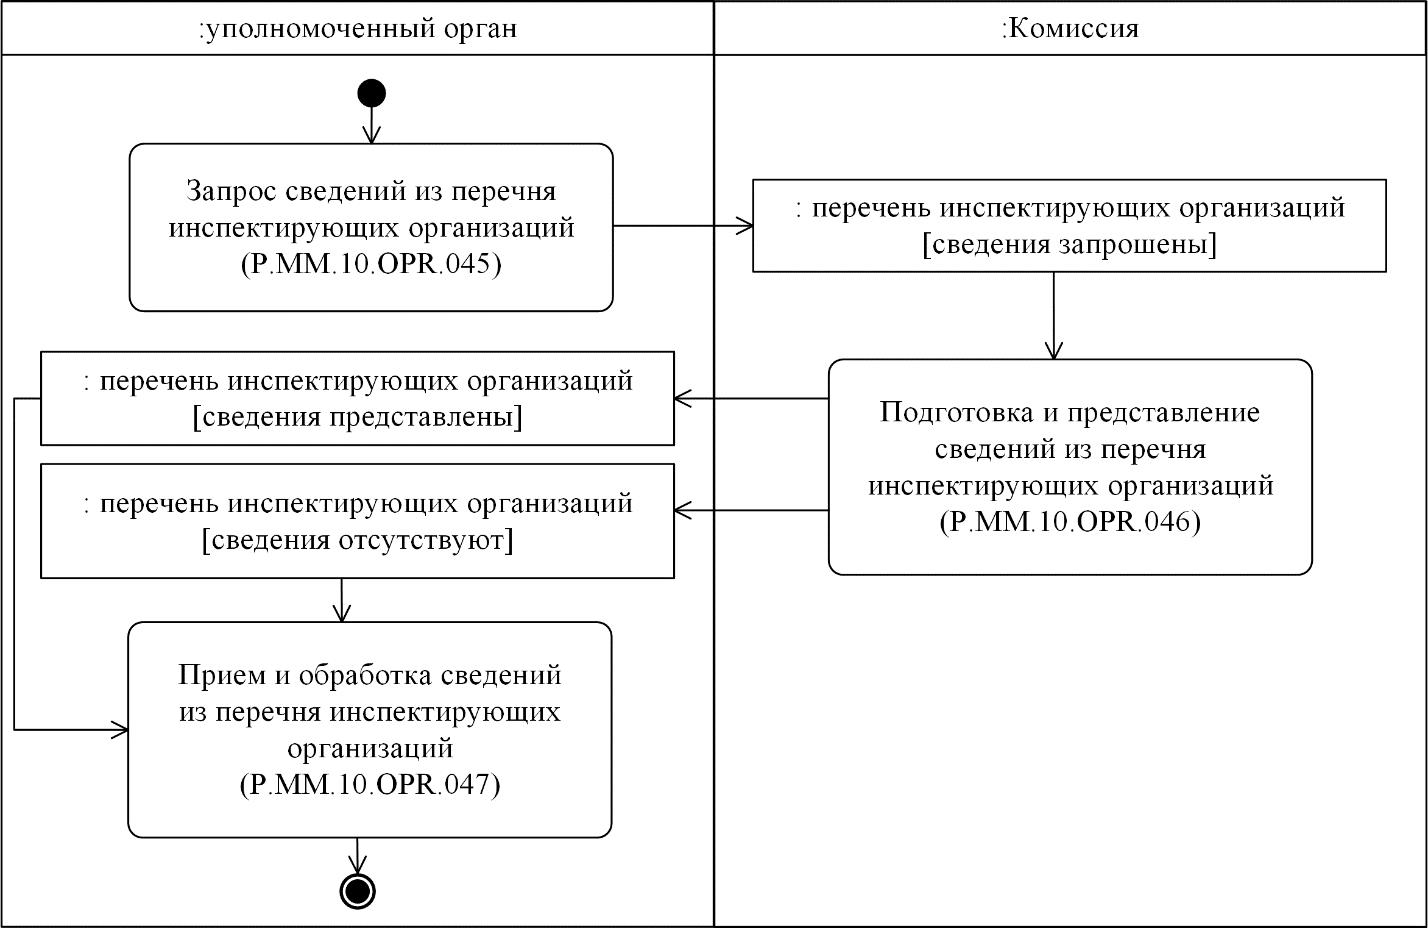 :уполномоченный орган
:Комиссия
Запрос сведений из перечня
инспектирующих организаций
(P.MM.10.OPR.045)
: перечень инспектирующих организаций
[сведения запрошены]
: перечень инспектирующих организаций
[сведения представлены]
Подготовка и представление
сведений из перечня
инспектирующих организаций
(P.MM.10.OPR.046)
: перечень инспектирующих организаций
[сведения отсутствуют]
Прием и обработка сведений
из перечня инспектирующих
организаций
(P.MM.10.OPR.047)